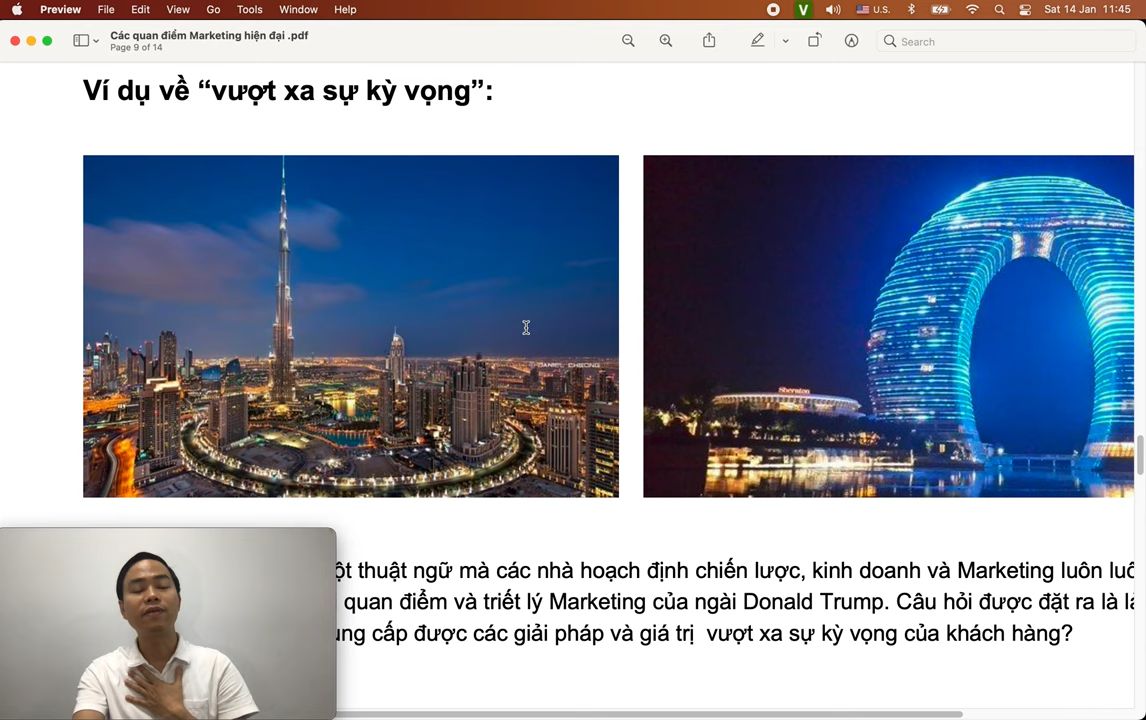 Preview File Edit View Go Tools Window Help V U.S. Sat 14 Jan 11:45
Các quan điểm Marketing hiện đại .pdf
Page 9 of 14
Search
Ví dụ về “vượt xa sự kỳ vọng”:
DANIEL CHEONG
Sheraton
ột thuật ngữ mà các nhà hoạch định chiến lược, kinh doanh và Marketing luôn luô
quan điểm và triết lý Marketing của ngài Donald Trump. Câu hỏi được đặt ra là là
ung cấp được các giải pháp và giá trị vượt xa sự kỳ vọng của khách hàng?